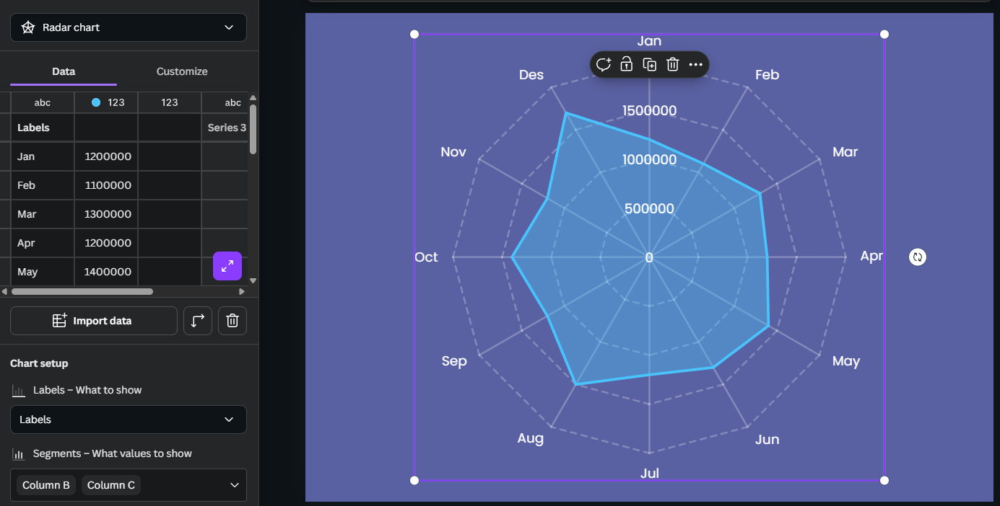 Radar chart
Data Customize
abc 123 123 abc
Labels Series 3
Jan 1200000
Feb 1100000
Mar 1300000
Apr 1200000
May 1400000
Import data
Chart setup
Labels – What to show
Labels
Segments – What values to show
Column B Column C
Jan
Des Feb
1500000
Nov Mar
1000000
500000
Oct 0 Apr
Sep May
Aug Jun
Jul